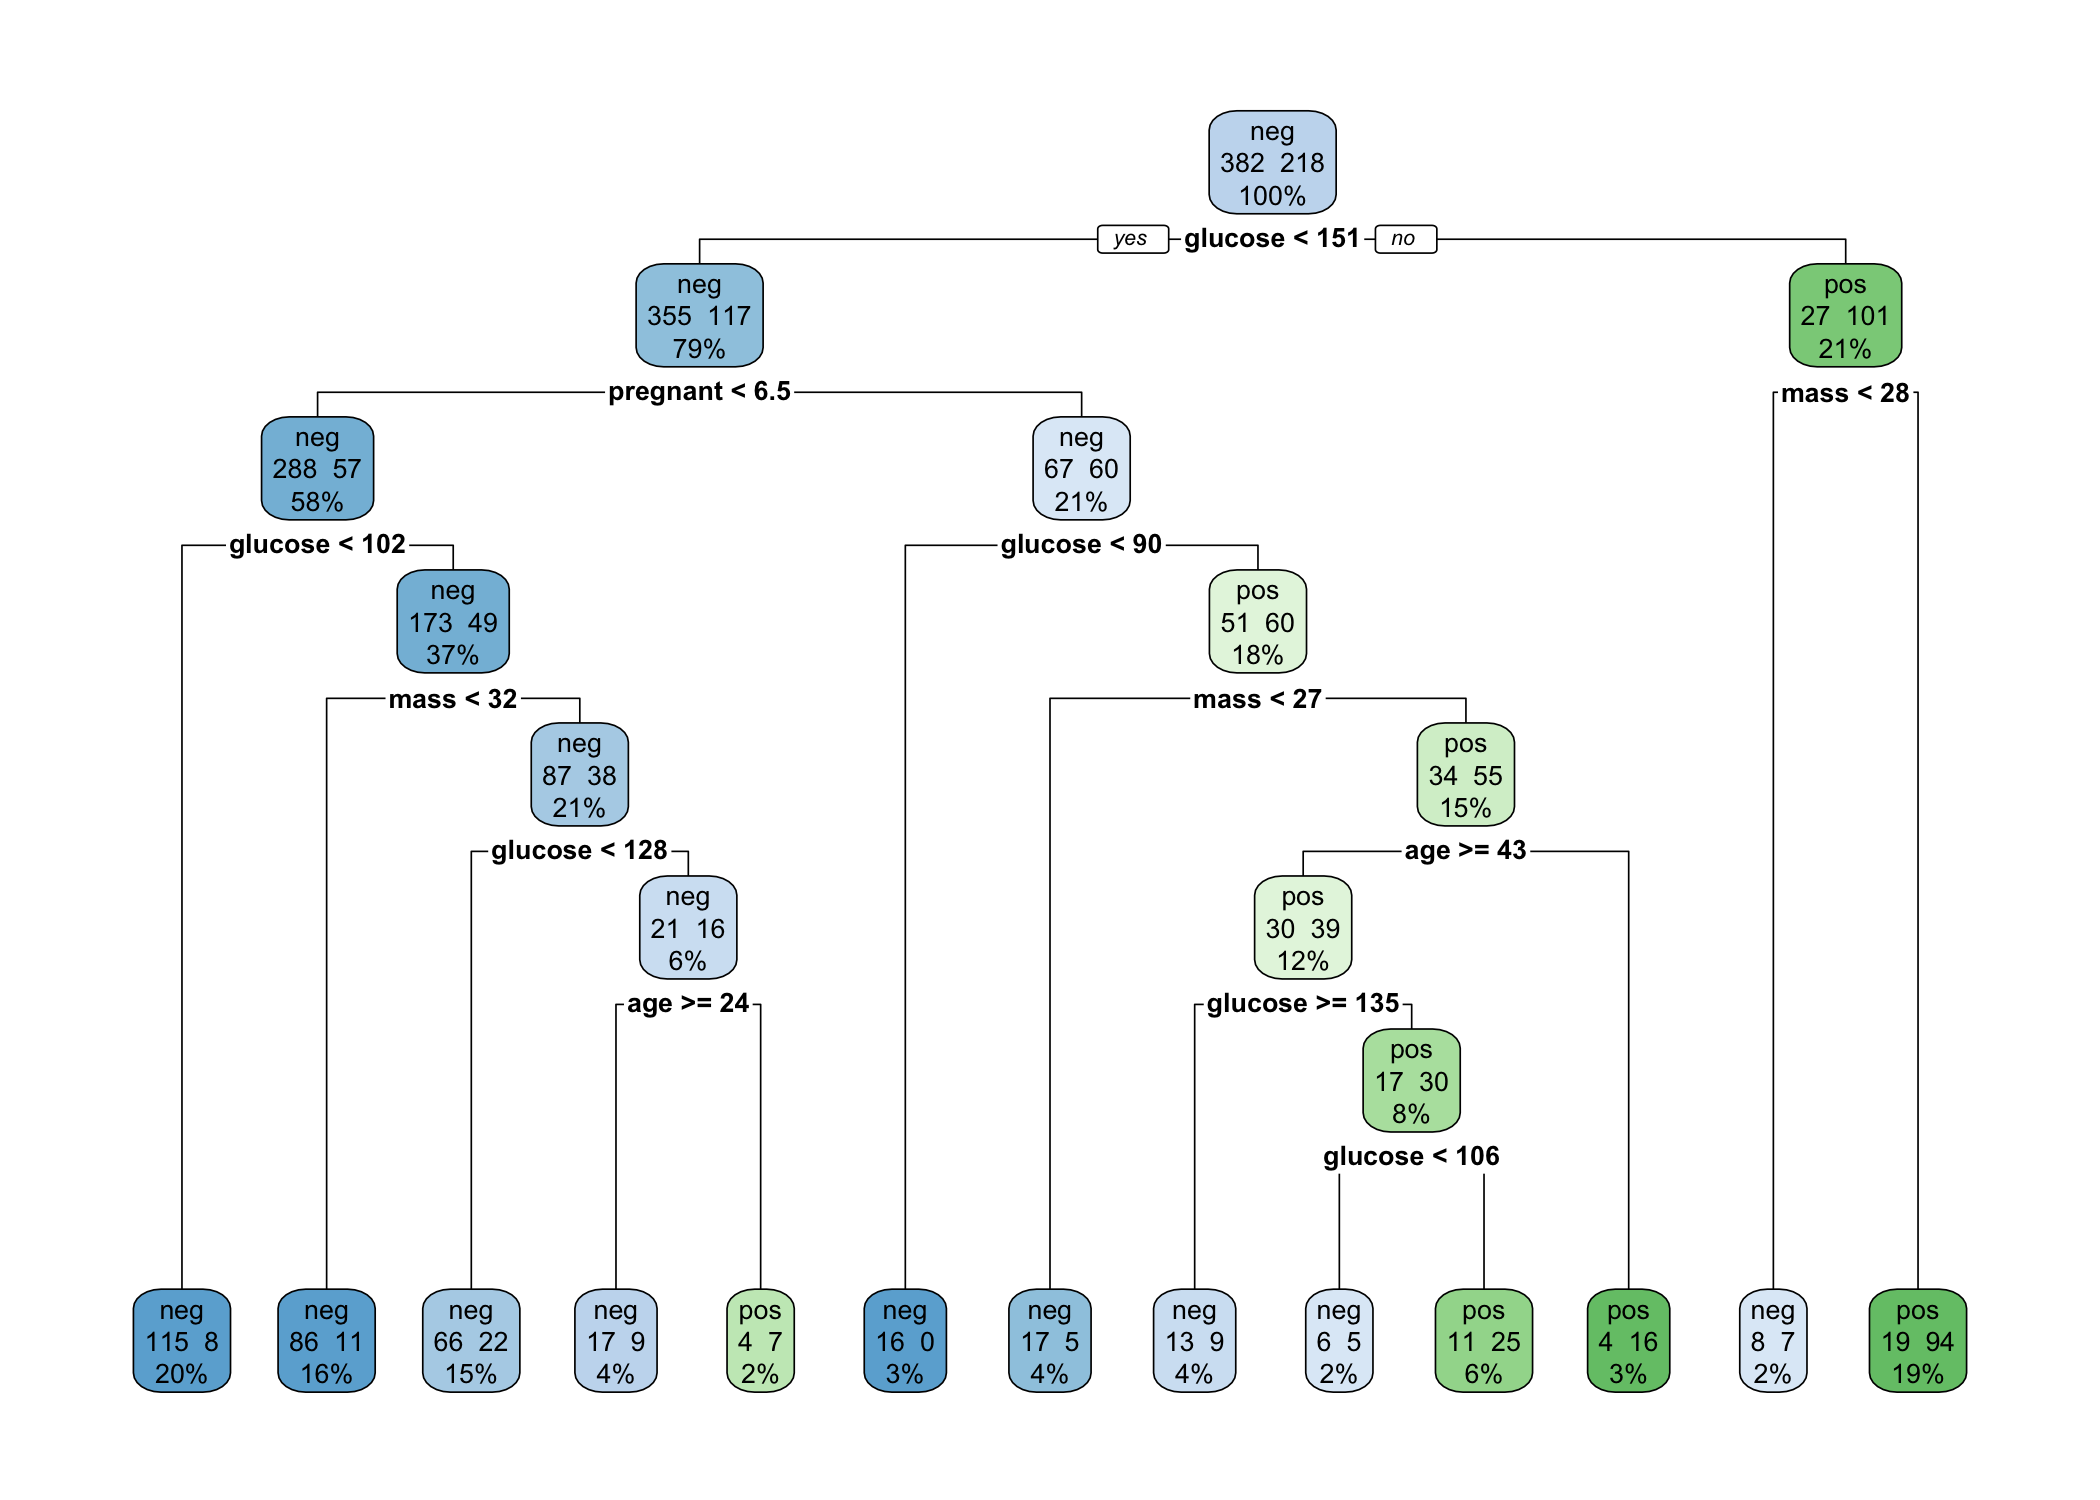 neg
382 218
100%
yes glucose < 151 no
neg
355 117
79%
pos
27 101
21%
pregnant < 6.5
mass < 28
neg
288 57
58%
neg
67 60
21%
glucose < 102
glucose < 90
neg
173 49
37%
pos
51 60
18%
mass < 32
mass < 27
neg
87 38
21%
pos
34 55
15%
glucose < 128
age >= 43
neg
21 16
6%
pos
30 39
12%
age >= 24
glucose >= 135
pos
17 30
8%
glucose < 106
neg
115 8
20%
neg
86 11
16%
neg
66 22
15%
neg
17 9
4%
pos
4 7
2%
neg
16 0
3%
neg
17 5
4%
neg
13 9
4%
neg
6 5
2%
pos
11 25
6%
pos
4 16
3%
neg
8 7
2%
pos
19 94
19%